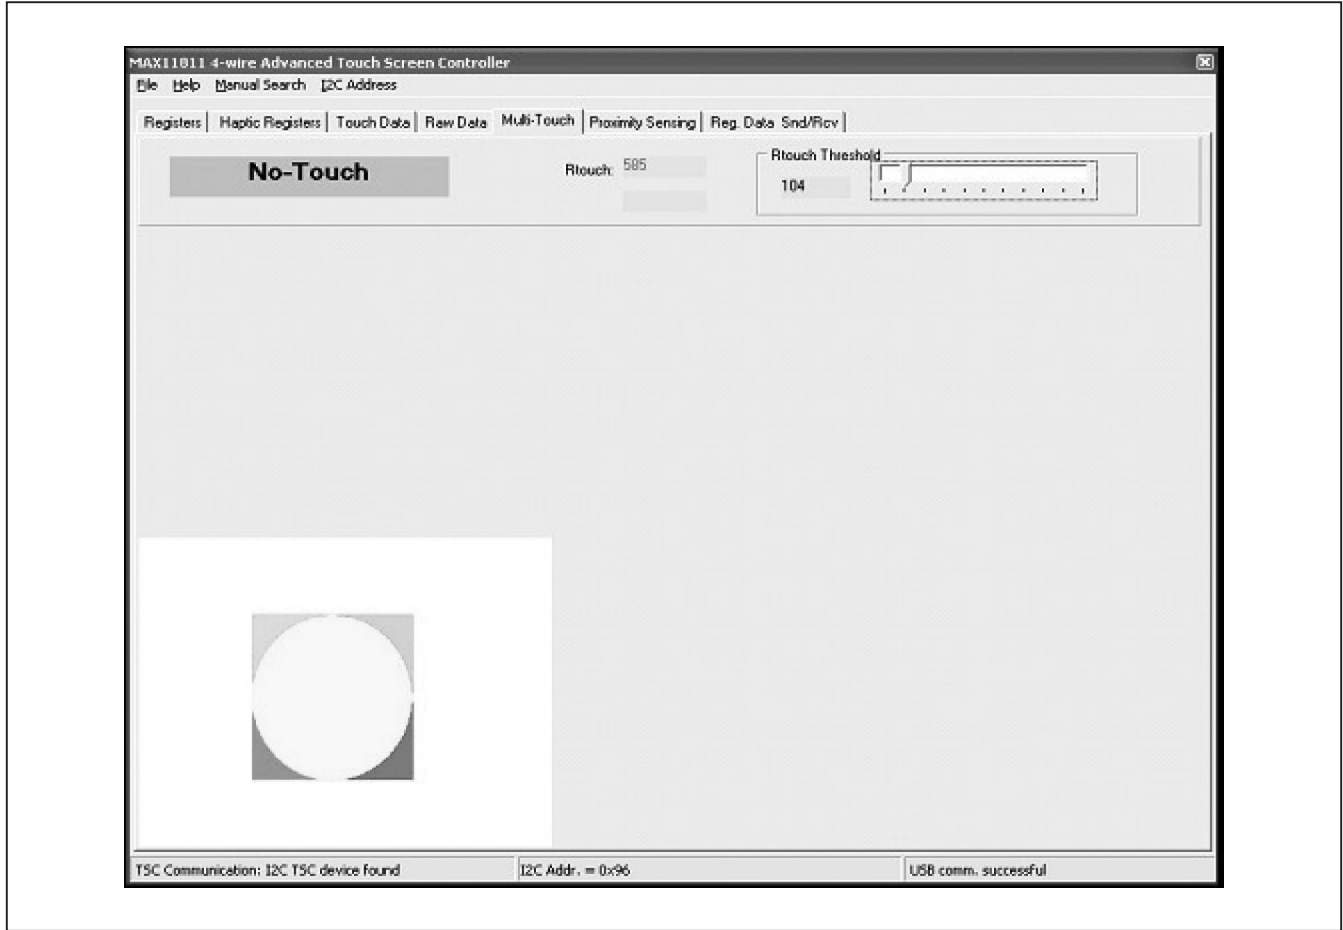 MAX11811 4-wire Advanced Touch Screen Controller
File Help Manual Search I2C Address
Registers Haptic Registers Touch Data Raw Data Multi-Touch Proximity Sensing Reg. Data Snd/Rcv
No-Touch
Rtouch: 585
Rtouch Threshold
104
TSC Communication: I2C TSC device found
I2C Addr. = 0x96
USB comm. successful